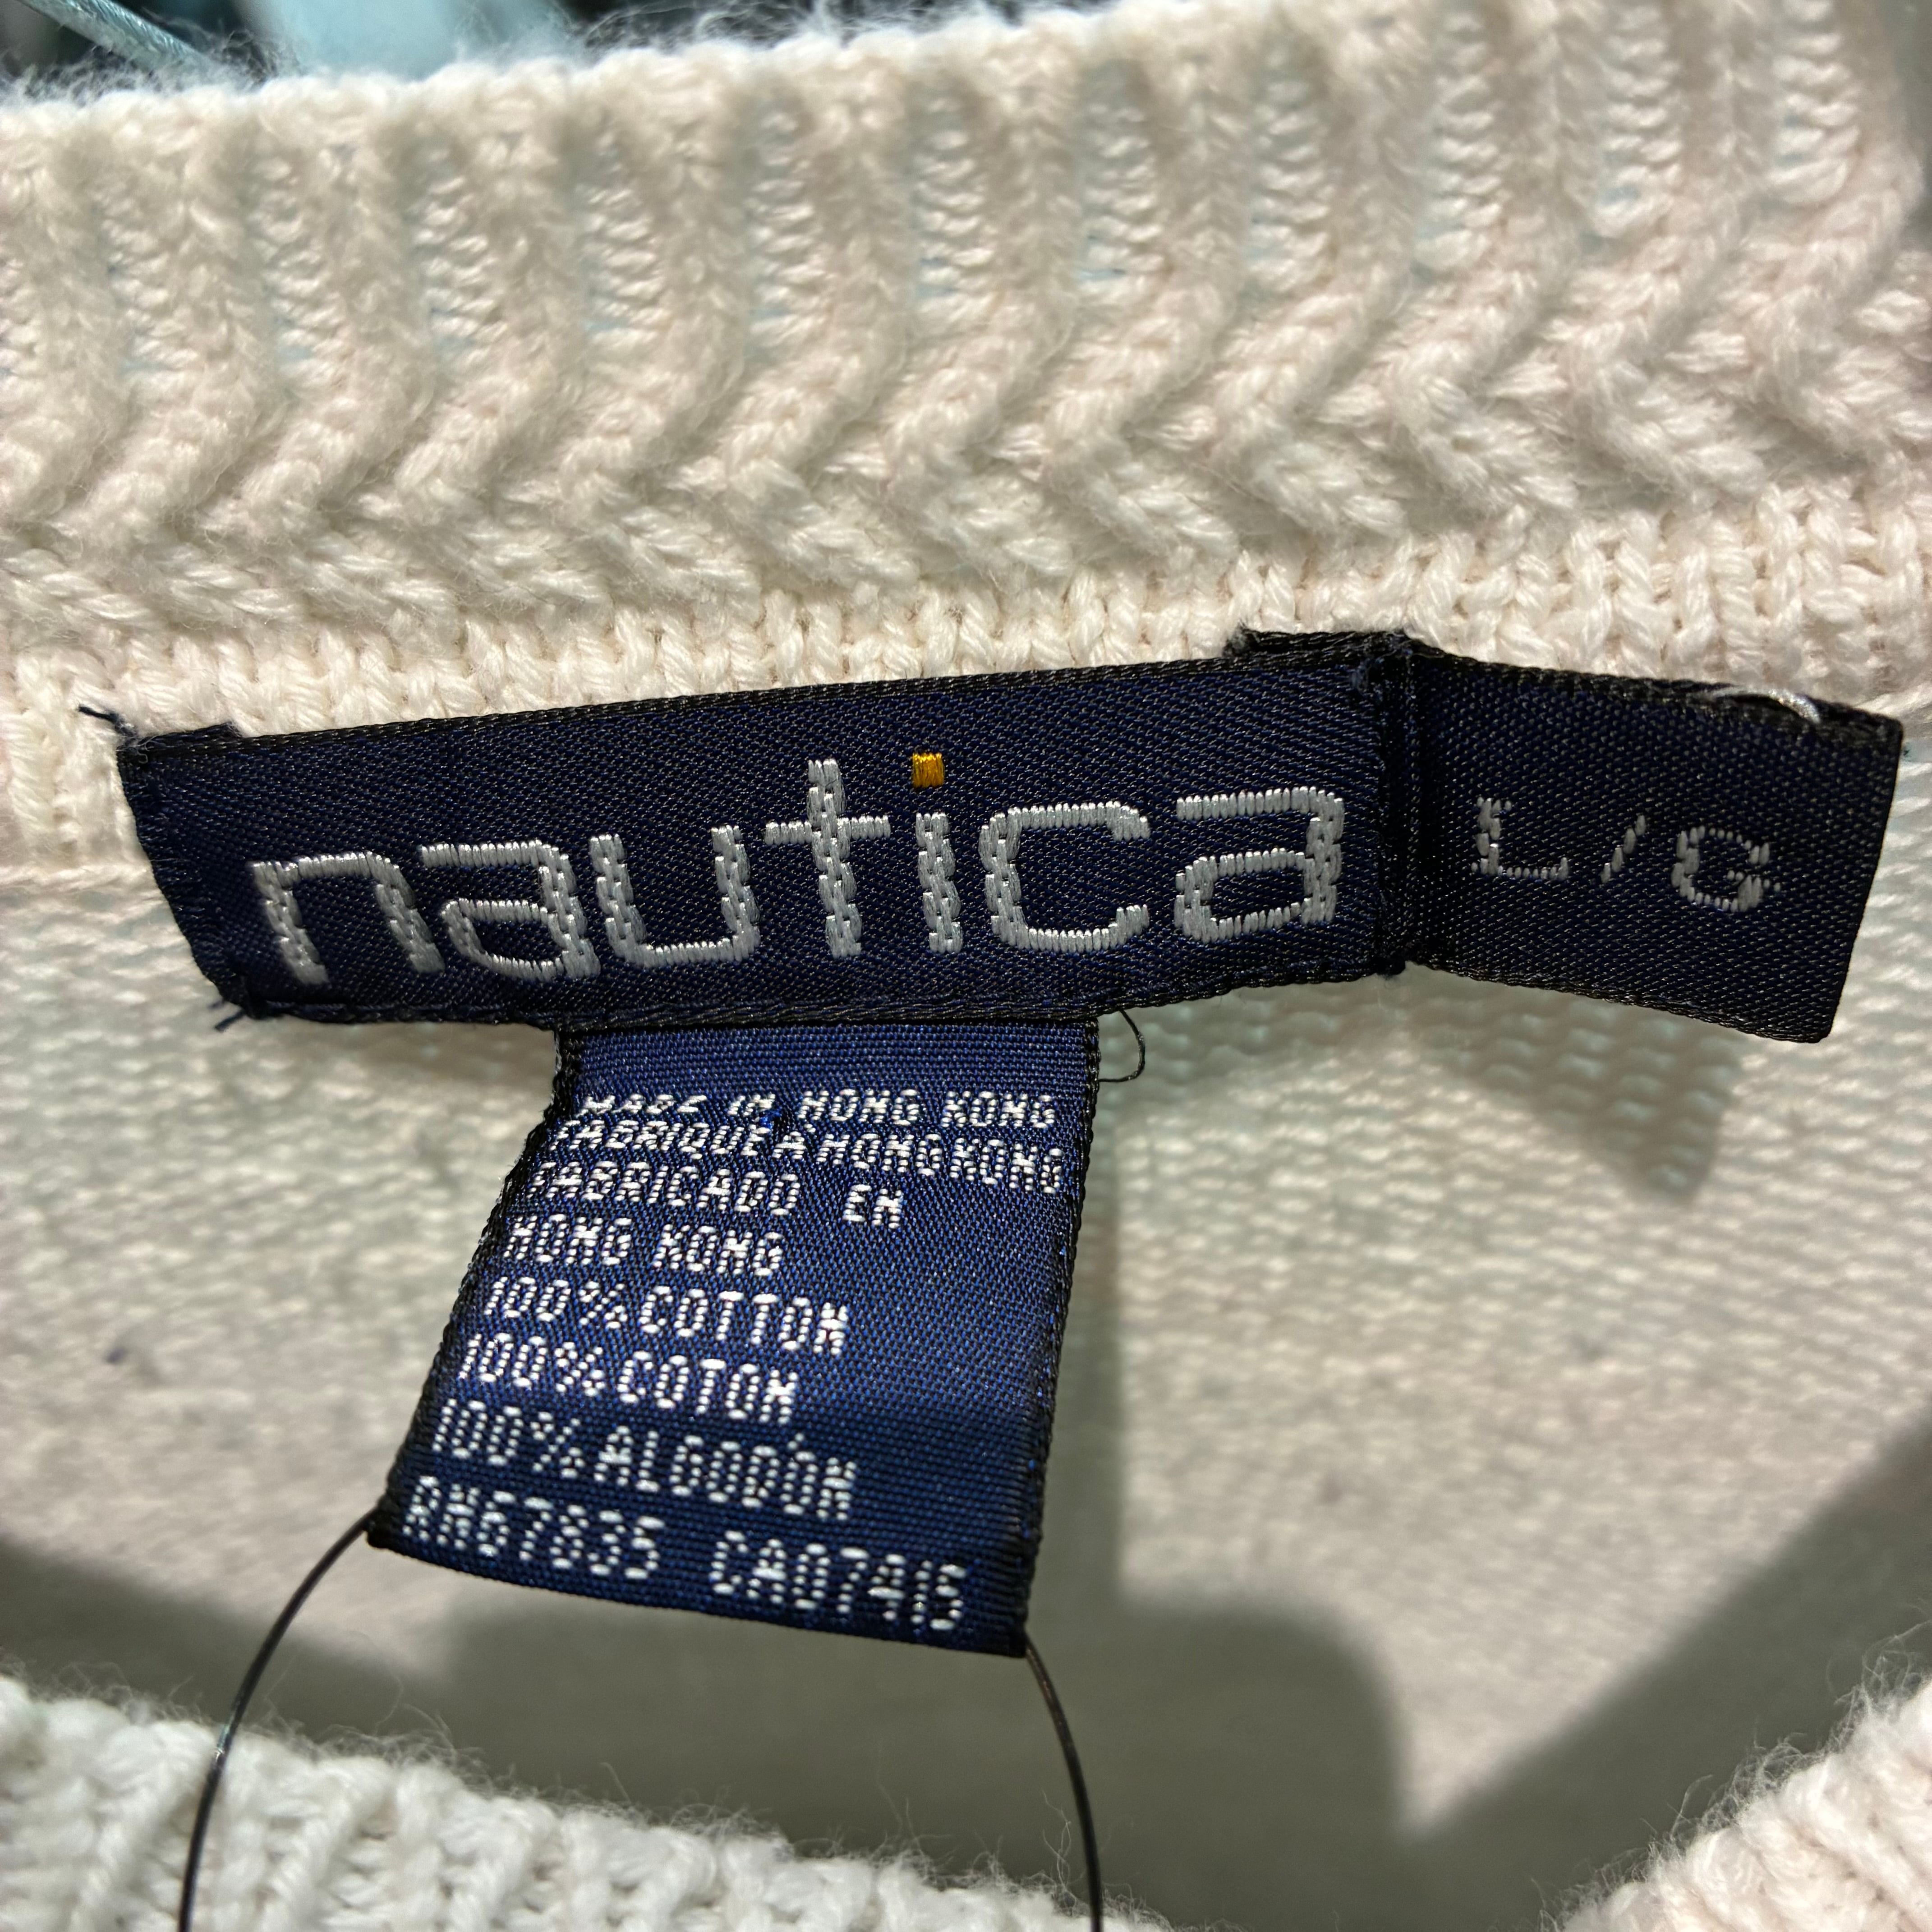 nautica
L/G
MADE IN HONG KONG
FABRIQUE A HONG KONG
FABRICADO EN
HONG KONG
100% COTTON
100% COTON
100% ALGODÓN
RN67835 CA07415